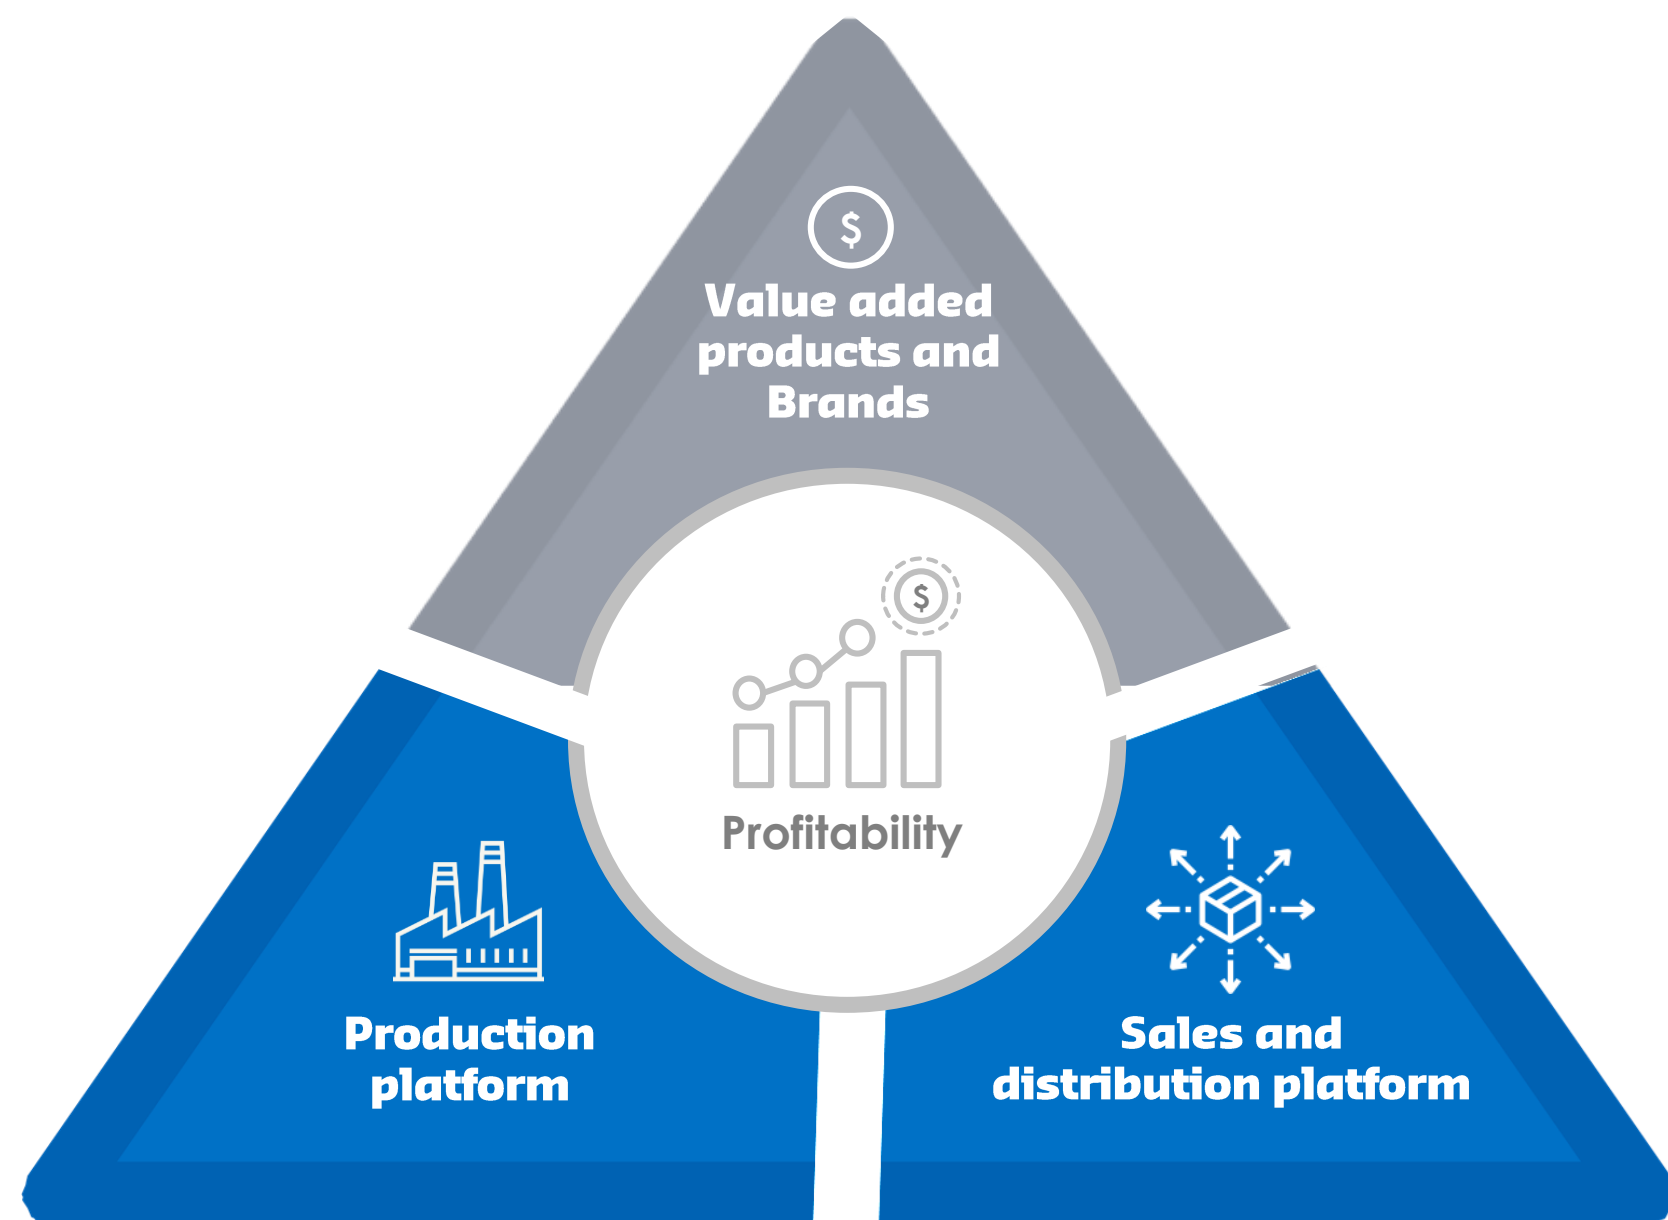 $
Value added
products and
Brands
$
Profitability
Production
platform
Sales and
distribution platform